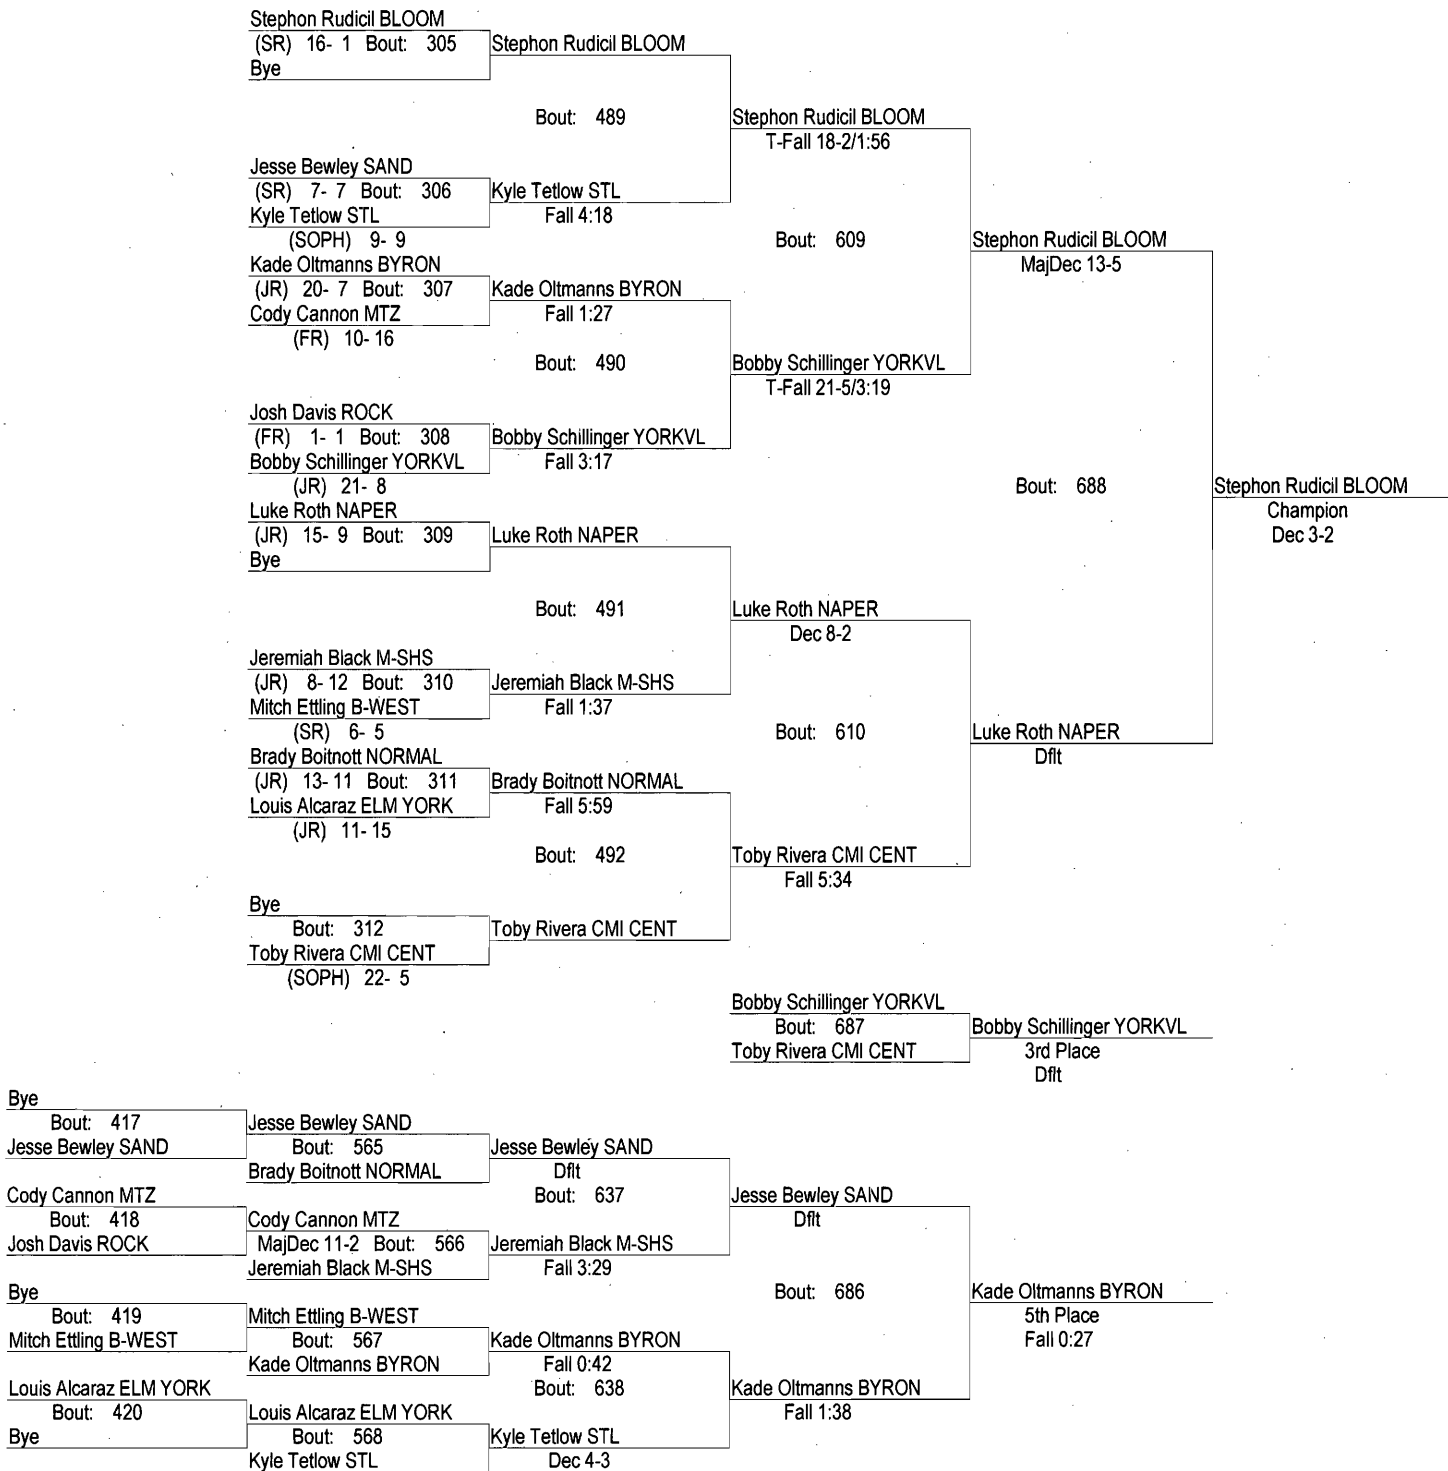 Stephon Rudicil BLOOM
(SR) 16- 1 Bout: 305
Bye
Stephon Rudicil BLOOM
Bout: 489
Jesse Bewley SAND
(SR) 7- 7 Bout: 306
Kyle Tetlow STL
(SOPH) 9- 9
Kyle Tetlow STL
Fall 4:18
Stephon Rudicil BLOOM
T-Fall 18-2/1:56
Bout: 609
Kade Oltmanns BYRON
(JR) 20- 7 Bout: 307
Cody Cannon MTZ
(FR) 10- 16
Kade Oltmanns BYRON
Fall 1:27
Bout: 490
Josh Davis ROCK
(FR) 1- 1 Bout: 308
Bobby Schillinger YORKVL
(JR) 21- 8
Bobby Schillinger YORKVL
Fall 3:17
Bobby Schillinger YORKVL
T-Fall 21-5/3:19
Stephon Rudicil BLOOM
MajDec 13-5
Bout: 688
Luke Roth NAPER
(JR) 15- 9 Bout: 309
Bye
Luke Roth NAPER
Bout: 491
Jeremiah Black M-SHS
(JR) 8- 12 Bout: 310
Mitch Ettling B-WEST
(SR) 6- 5
Jeremiah Black M-SHS
Fall 1:37
Luke Roth NAPER
Dec 8-2
Bout: 610
Brady Boitnott NORMAL
(JR) 13- 11 Bout: 311
Louis Alcaraz ELM YORK
(JR) 11- 15
Brady Boitnott NORMAL
Fall 5:59
Bout: 492
Bye
Bout: 312
Toby Rivera CMI CENT
(SOPH) 22- 5
Toby Rivera CMI CENT
Toby Rivera CMI CENT
Fall 5:34
Luke Roth NAPER
Dflt
Stephon Rudicil BLOOM
Champion
Dec 3-2
Bobby Schillinger YORKVL
Bout: 687
Toby Rivera CMI CENT
Bobby Schillinger YORKVL
3rd Place
Dflt
Bye
Bout: 417
Jesse Bewley SAND
Jesse Bewley SAND
Bout: 565
Brady Boitnott NORMAL
Jesse Bewley SAND
Dflt
Bout: 637
Cody Cannon MTZ
Bout: 418
Josh Davis ROCK
Cody Cannon MTZ
MajDec 11-2 Bout: 566
Jeremiah Black M-SHS
Jeremiah Black M-SHS
Fall 3:29
Jesse Bewley SAND
Dflt
Bout: 686
Bye
Bout: 419
Mitch Ettling B-WEST
Mitch Ettling B-WEST
Bout: 567
Kade Oltmanns BYRON
Kade Oltmanns BYRON
Fall 0:42
Bout: 638
Louis Alcaraz ELM YORK
Bout: 420
Bye
Louis Alcaraz ELM YORK
Bout: 568
Kyle Tetlow STL
Kyle Tetlow STL
Dec 4-3
Kade Oltmanns BYRON
Fall 1:38
Kade Oltmanns BYRON
5th Place
Fall 0:27